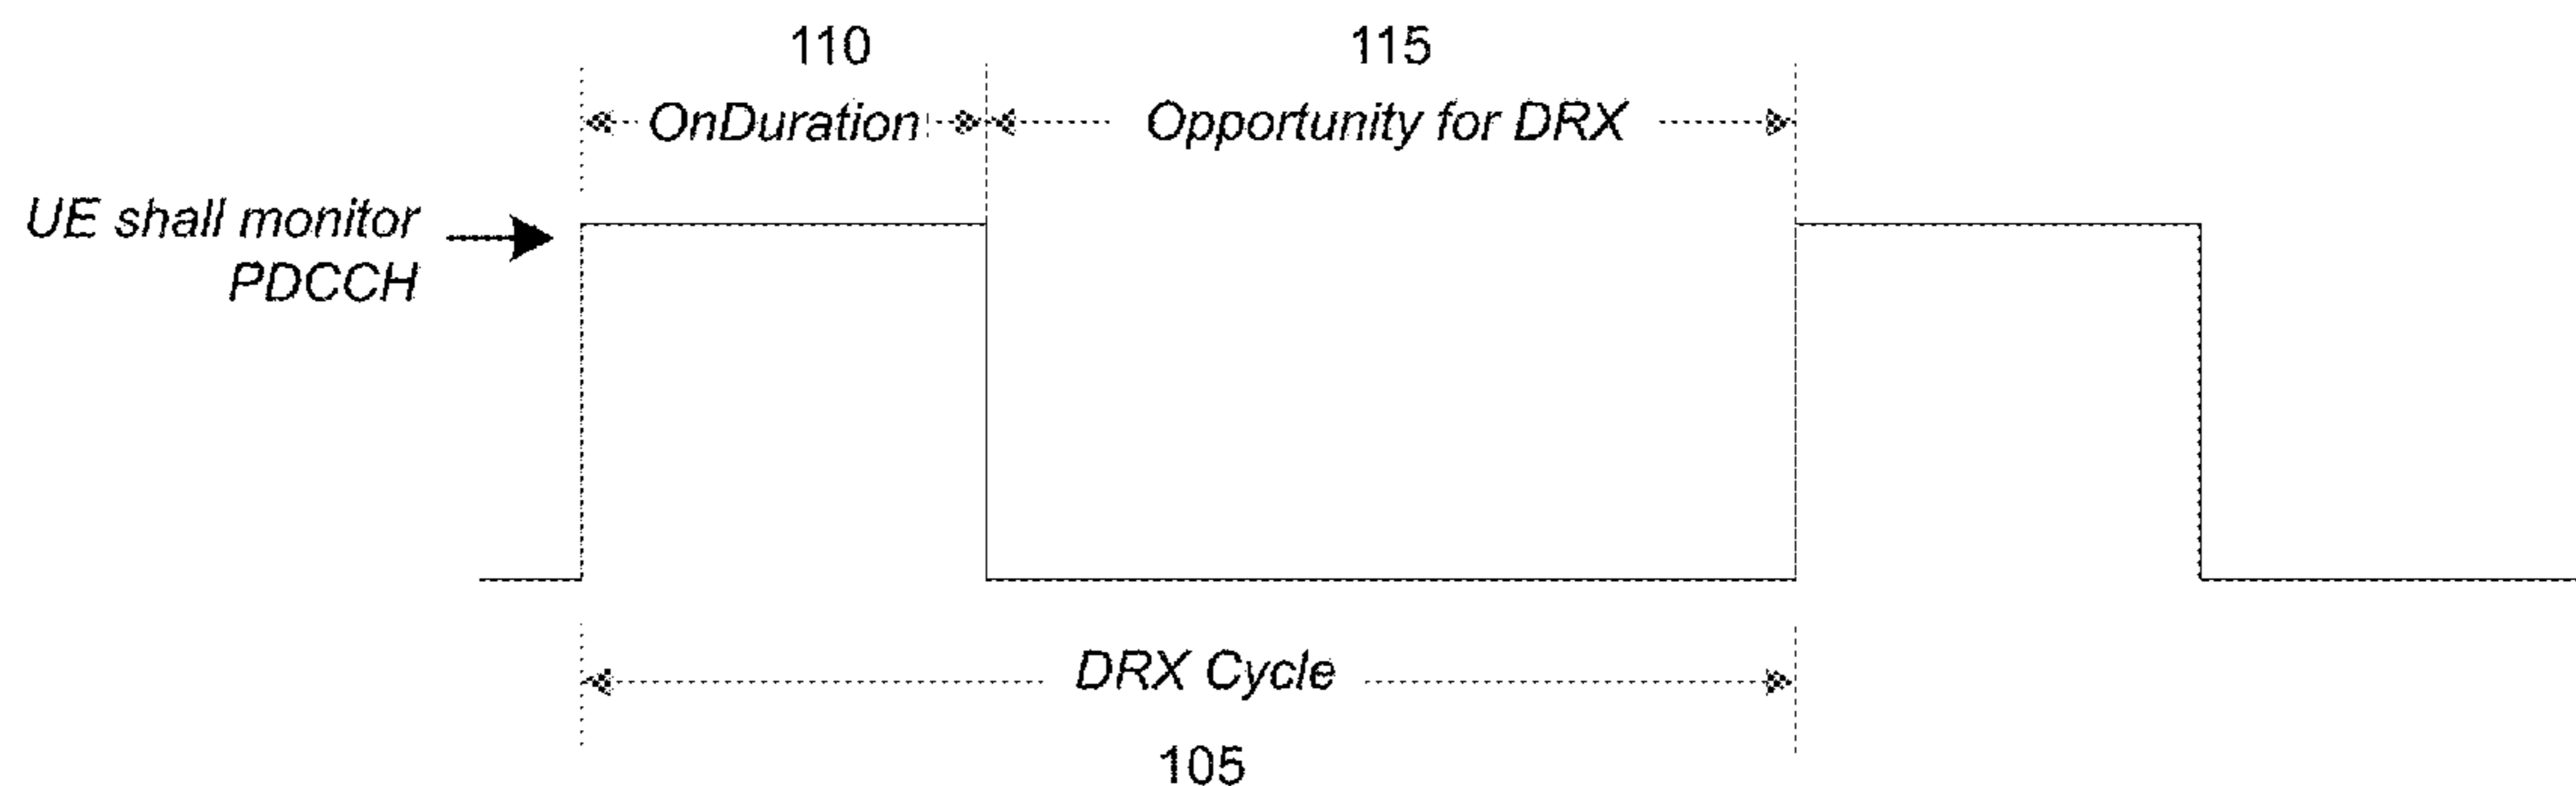 110
115
OnDuration
Opportunity for DRX
UE shall monitor
PDCCH
DRX Cycle
105